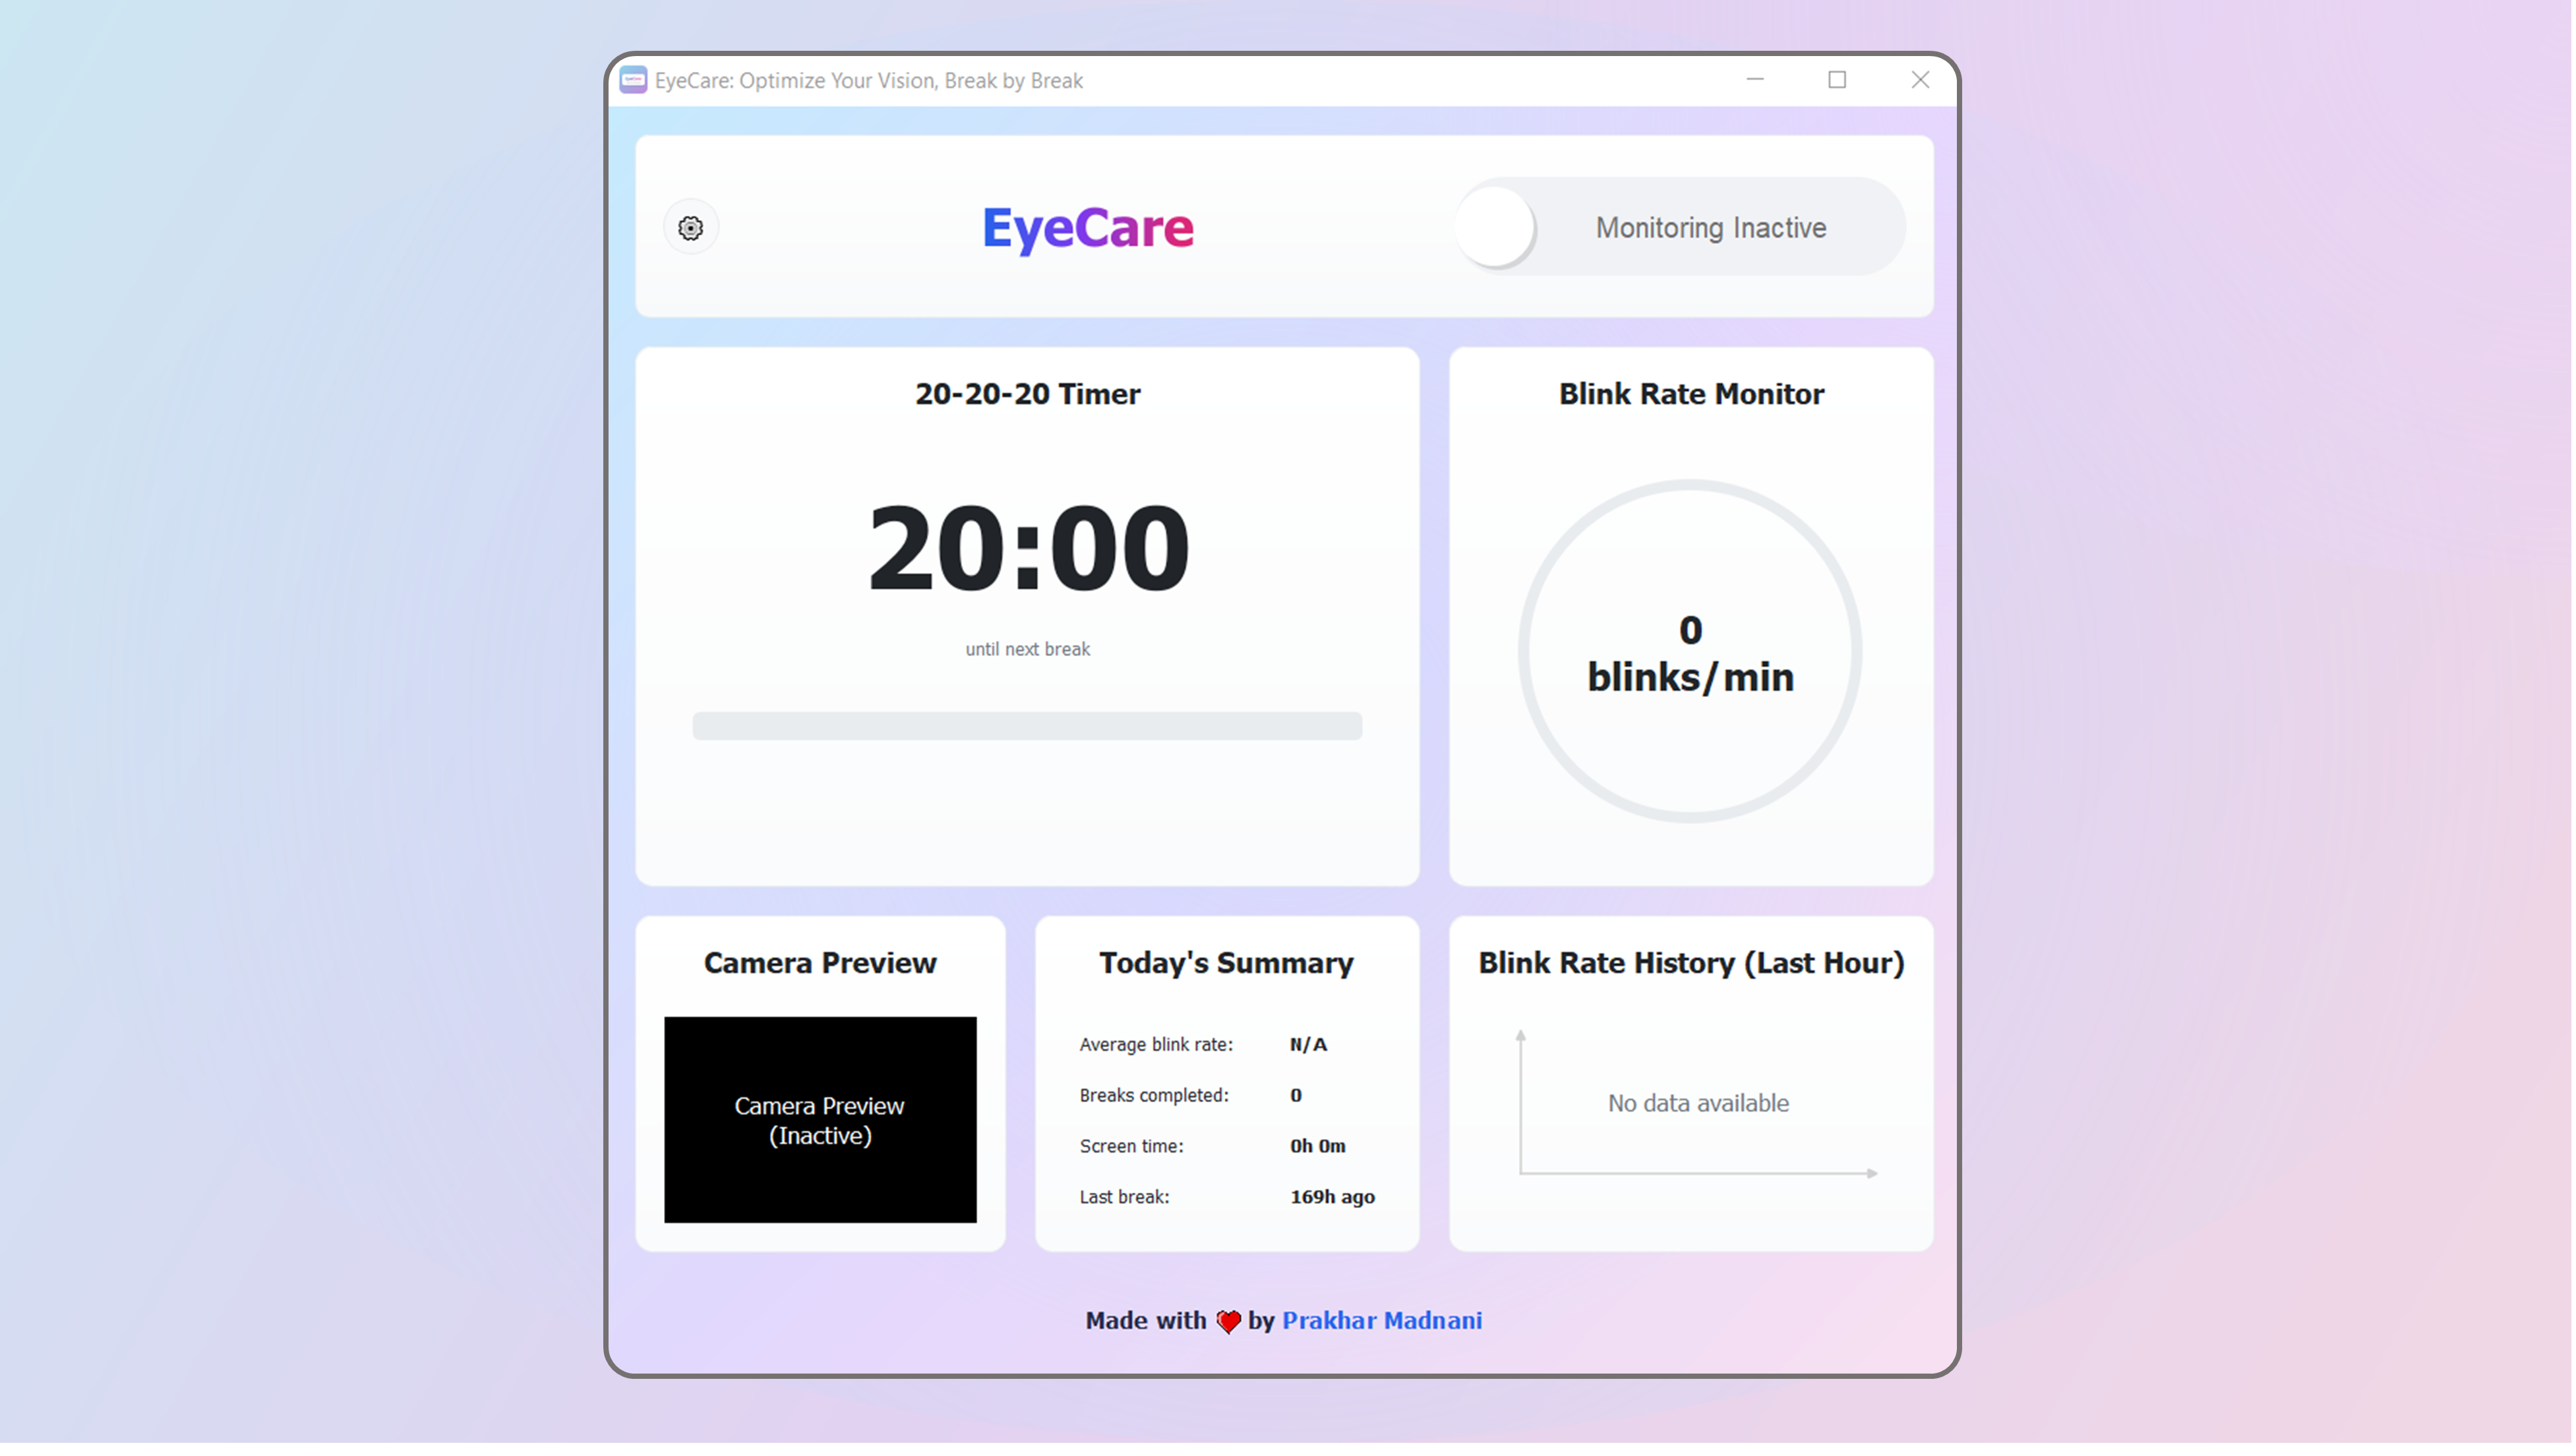 EyeCare: Optimize Your Vision, Break by Break
EyeCare
Monitoring Inactive
20-20-20 Timer
20:00
until next break
Blink Rate Monitor
0
blinks/min
Camera Preview
Camera Preview
(Inactive)
Today's Summary
Average blink rate: N/A
Breaks completed: 0
Screen time: 0h 0m
Last break: 169h ago
Blink Rate History (Last Hour)
No data available
Made with ❤ by Prakhar Madnani